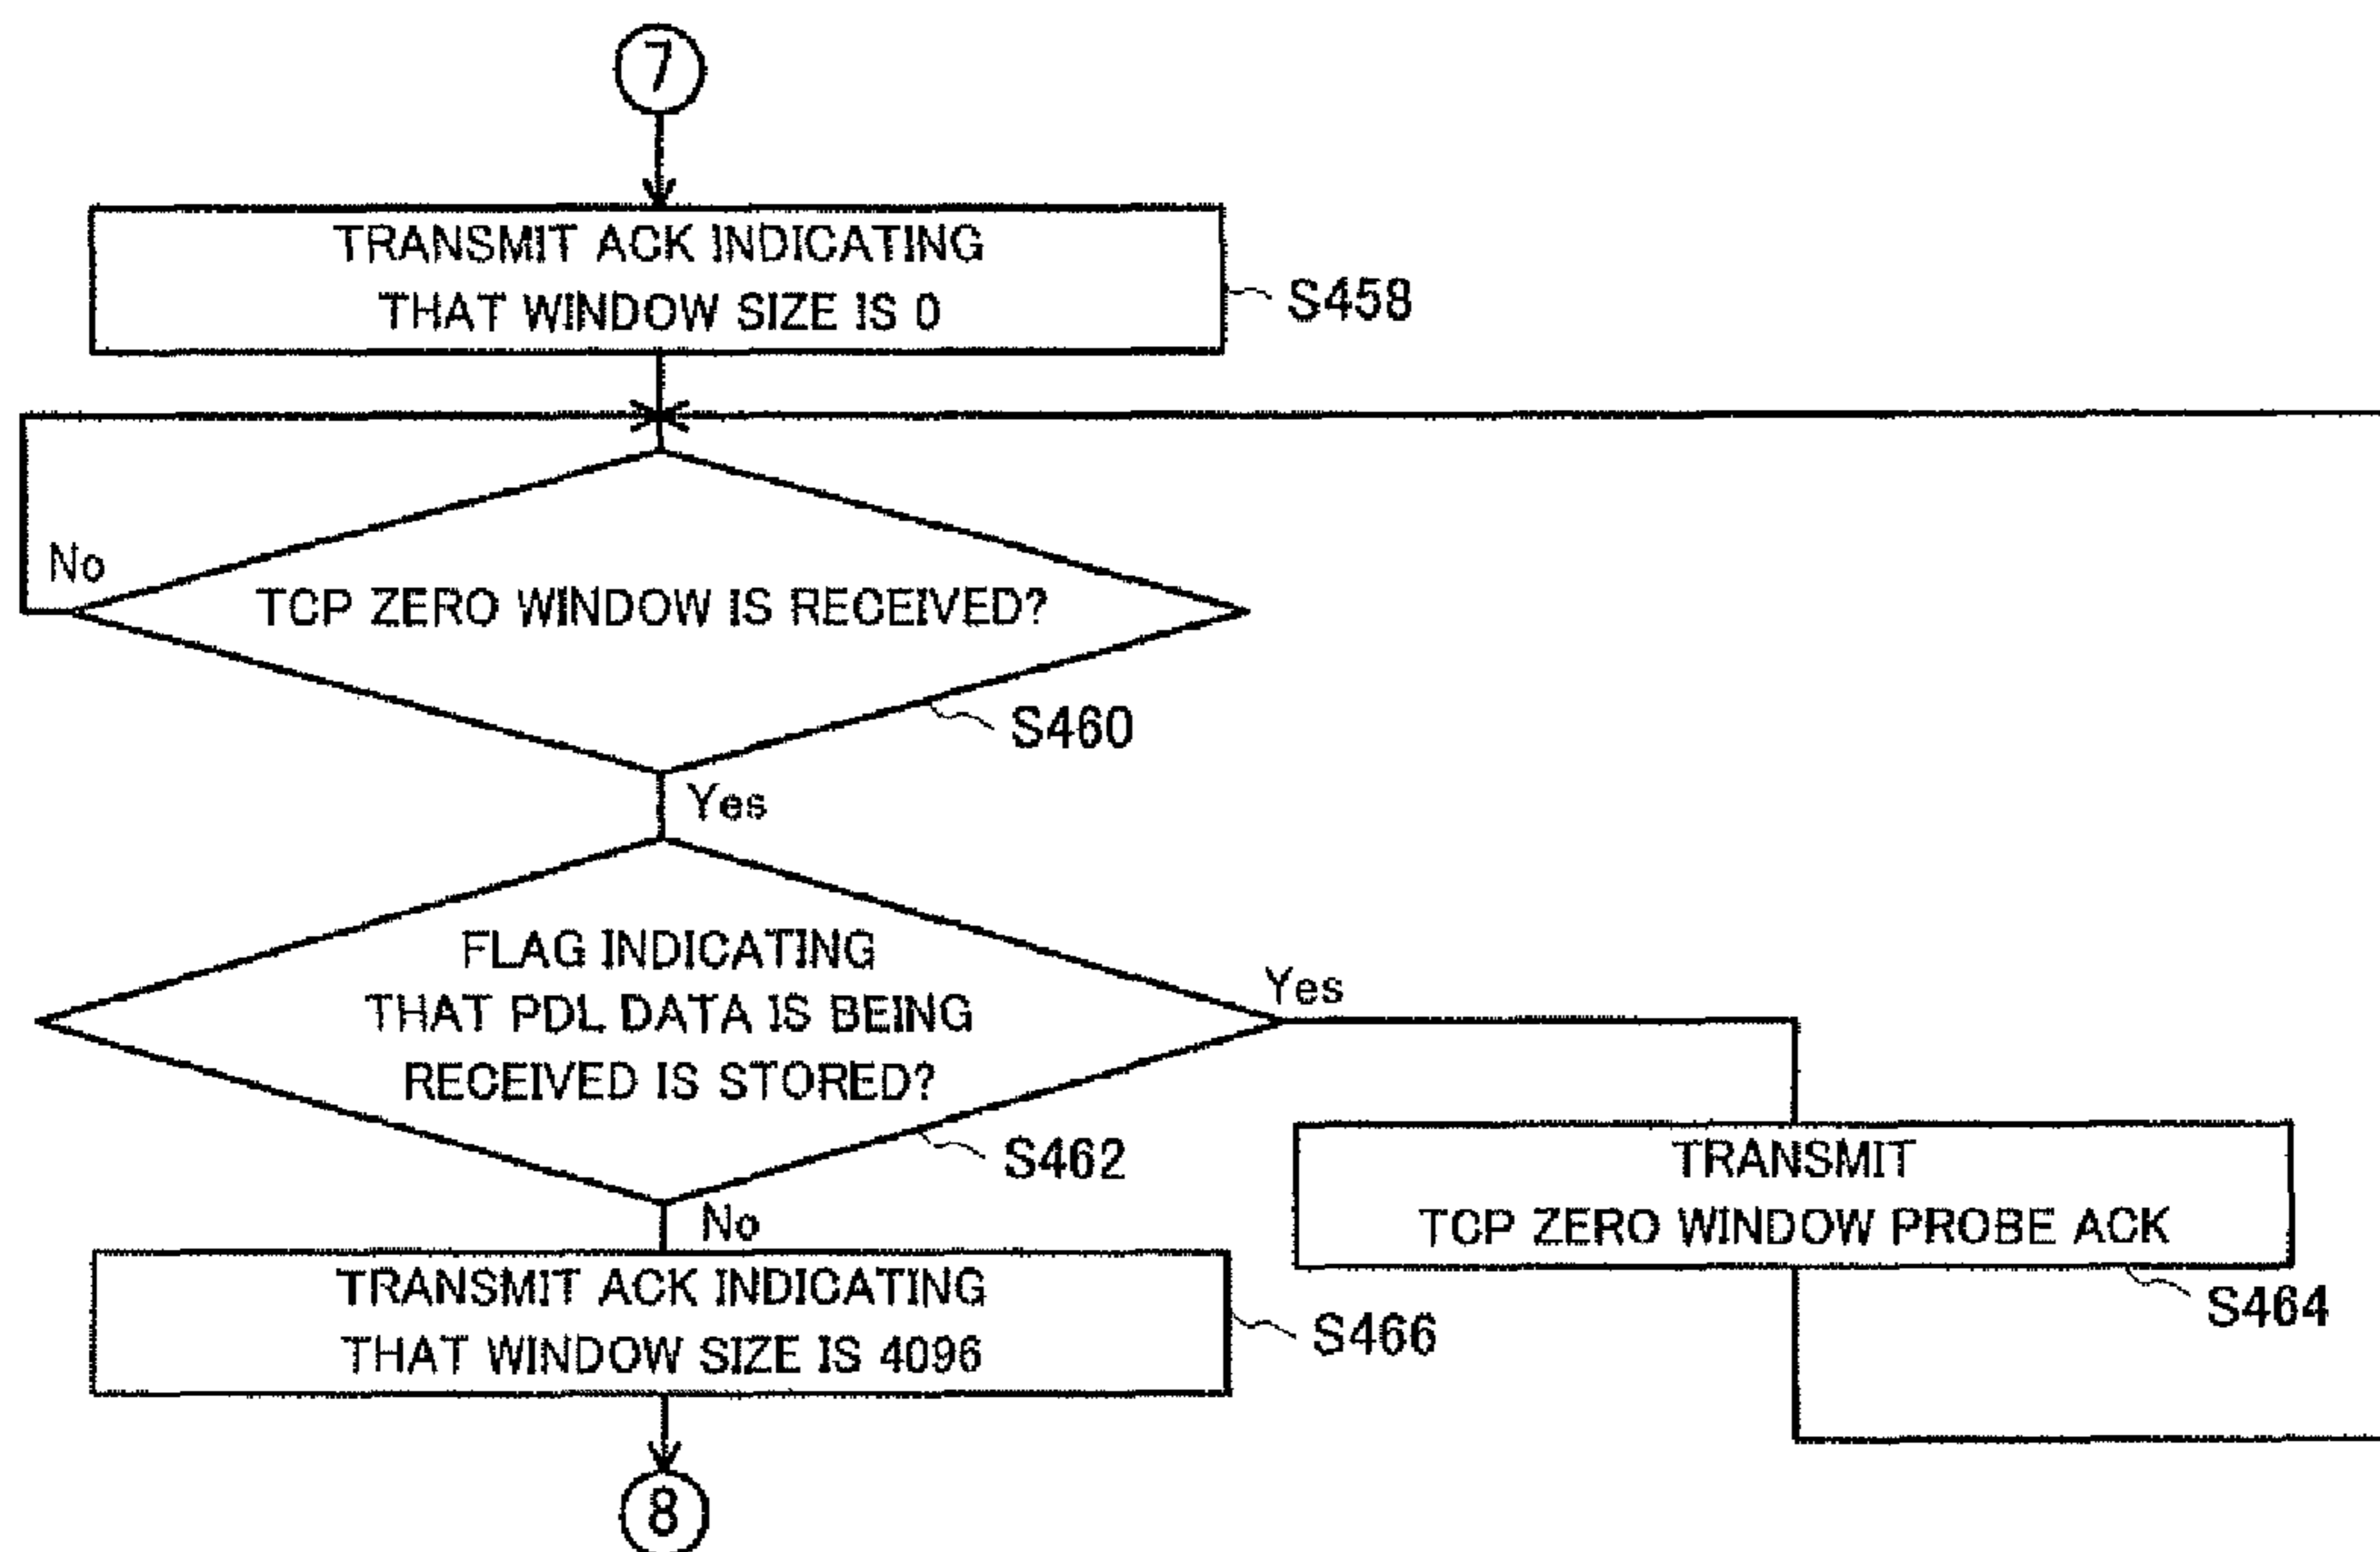 7
TRANSMIT ACK INDICATING
THAT WINDOW SIZE IS 0
S458
No
TCP ZERO WINDOW IS RECEIVED?
S460
Yes
FLAG INDICATING
THAT PDL DATA IS BEING
RECEIVED IS STORED?
S462
Yes
TRANSMIT
TCP ZERO WINDOW PROBE ACK
S464
No
TRANSMIT ACK INDICATING
THAT WINDOW SIZE IS 4096
S466
8